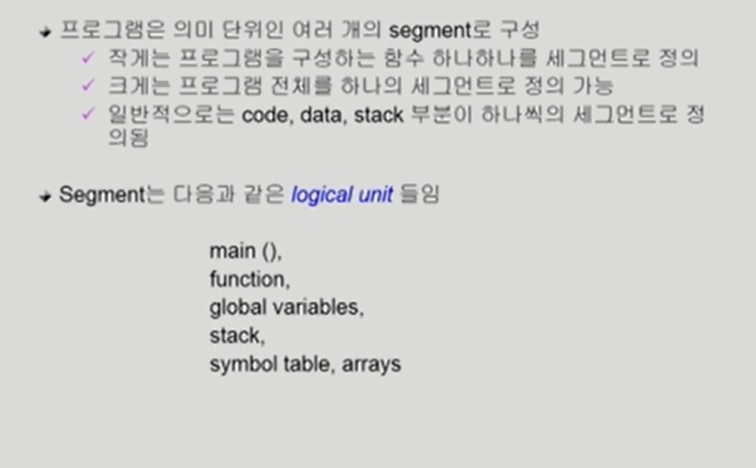 프로그램은 의미 단위인 여러 개의 segment로 구성
작게는 프로그램을 구성하는 함수 하나하나를 세그먼트로 정의
크게는 프로그램 전체를 하나의 세그먼트로 정의 가능
일반적으로는 code, data, stack 부분이 하나씩의 세그먼트로 정
의됨
Segment는 다음과 같은 logical unit 들임
main (),
function,
global variables,
stack,
symbol table, arrays